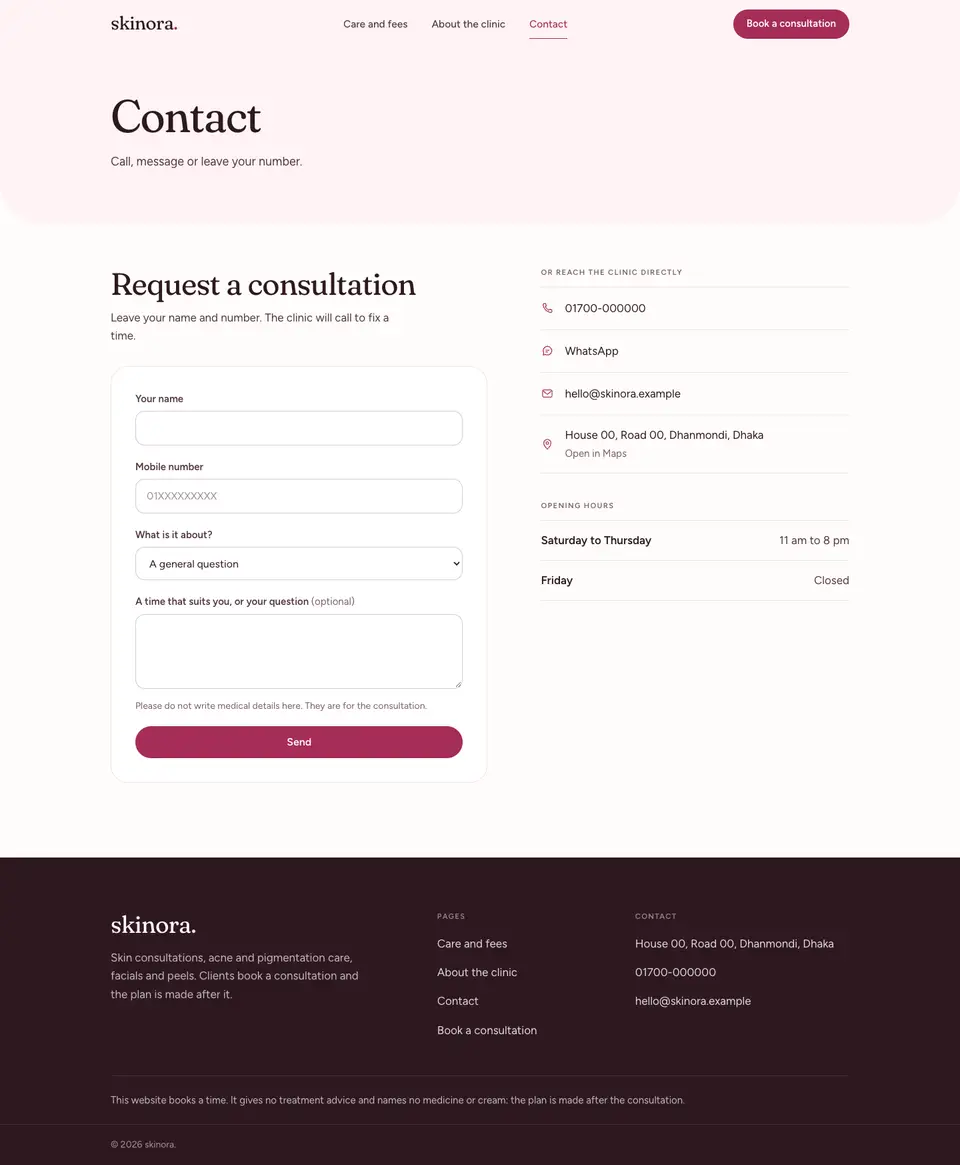 skinora.
Care and fees
About the clinic
Contact
Book a consultation
Contact
Call, message or leave your number.
Request a consultation
Leave your name and number. The clinic will call to fix a
time.
Your name
Mobile number
01XXXXXXXXX
What is it about?
A general question
A time that suits you, or your question (optional)
Please do not write medical details here. They are for the consultation.
Send
OR REACH THE CLINIC DIRECTLY
01700-000000
WhatsApp
hello@skinora.example
House 00, Road 00, Dhanmondi, Dhaka
Open in Maps
OPENING HOURS
Saturday to Thursday 11 am to 8 pm
Friday Closed
skinora.
Skin consultations, acne and pigmentation care,
facials and peels. Clients book a consultation and
the plan is made after it.
PAGES
Care and fees
About the clinic
Contact
Book a consultation
CONTACT
House 00, Road 00, Dhanmondi, Dhaka
01700-000000
hello@skinora.example
This website books a time. It gives no treatment advice and names no medicine or cream: the plan is made after the consultation.
© 2026 skinora.